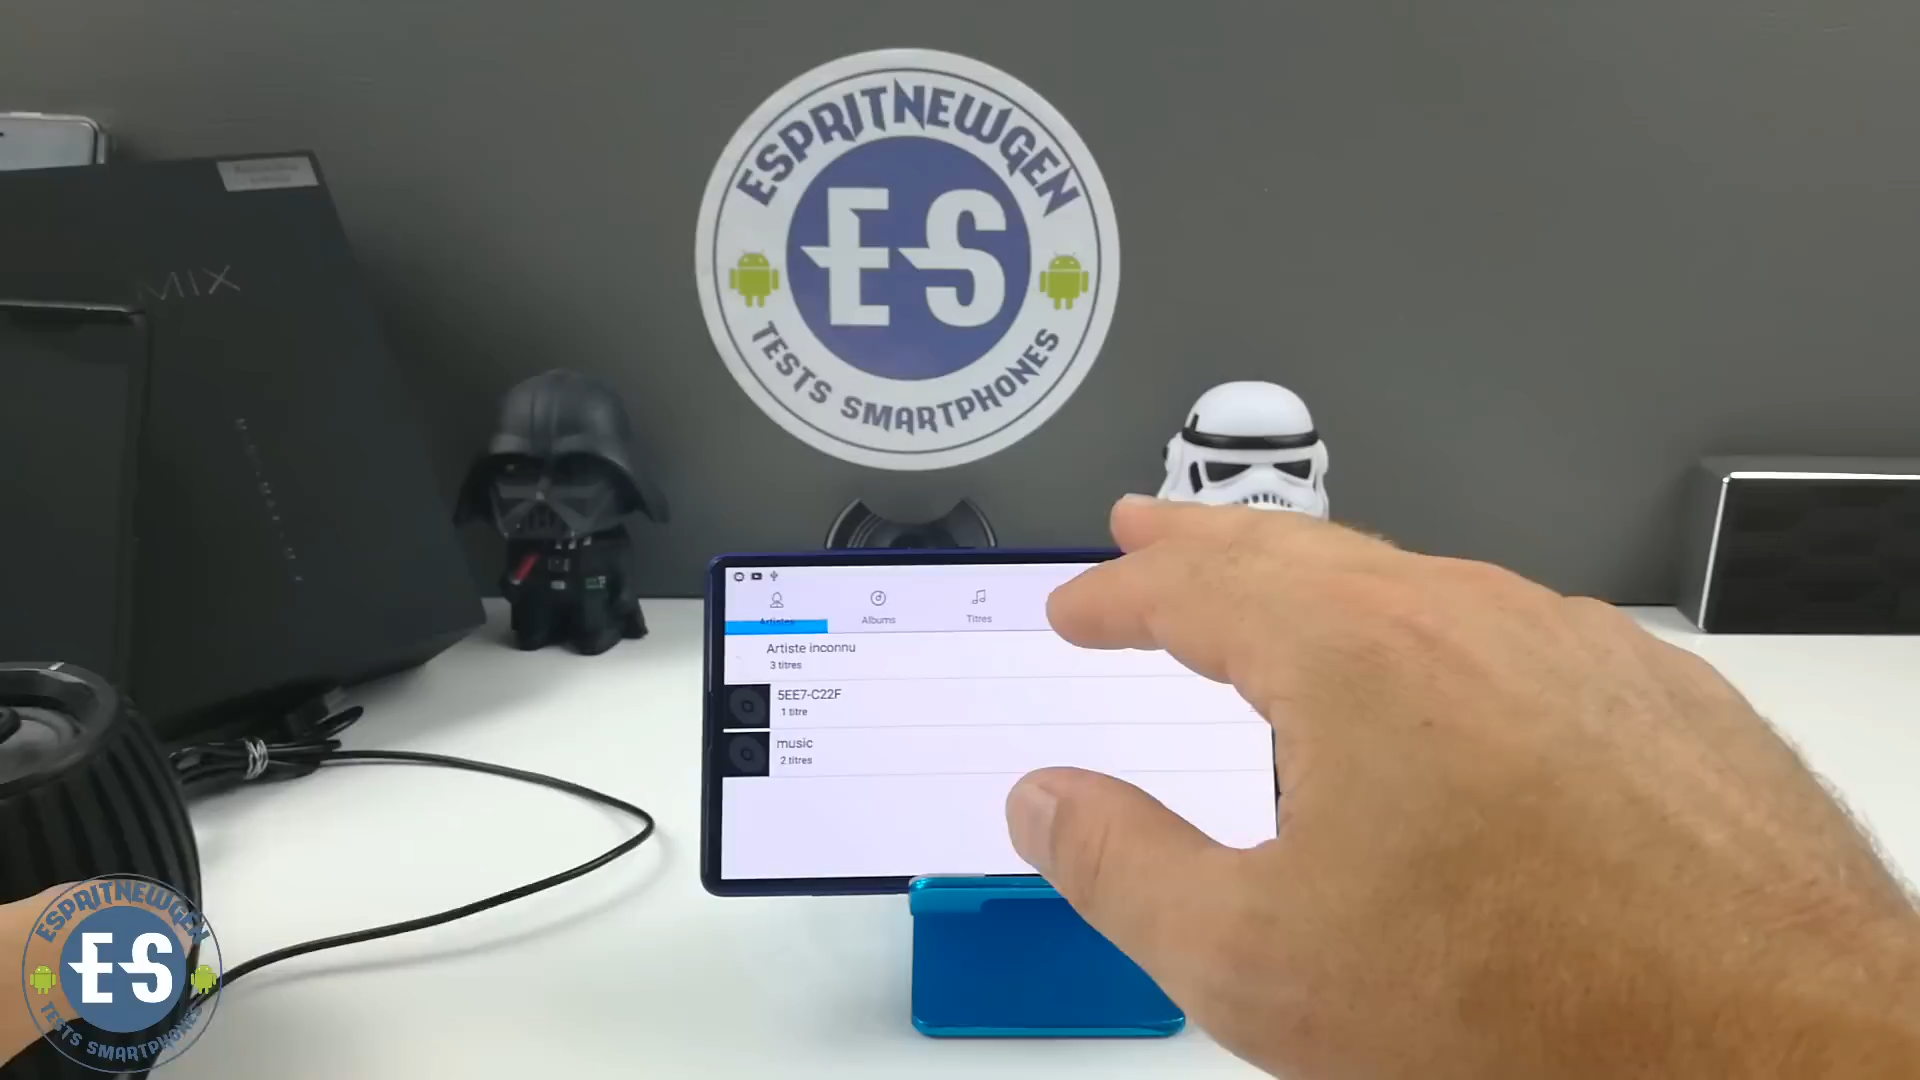 ESPRITNEWGEN
ES
TESTS SMARTPHONES
MIX
Artistes
Albums
Titres
Artiste inconnu
3 titres
5EE7-C22F
1 titre
music
2 titres
ESPRITNEWGEN
ES
TESTS SMARTPHONES